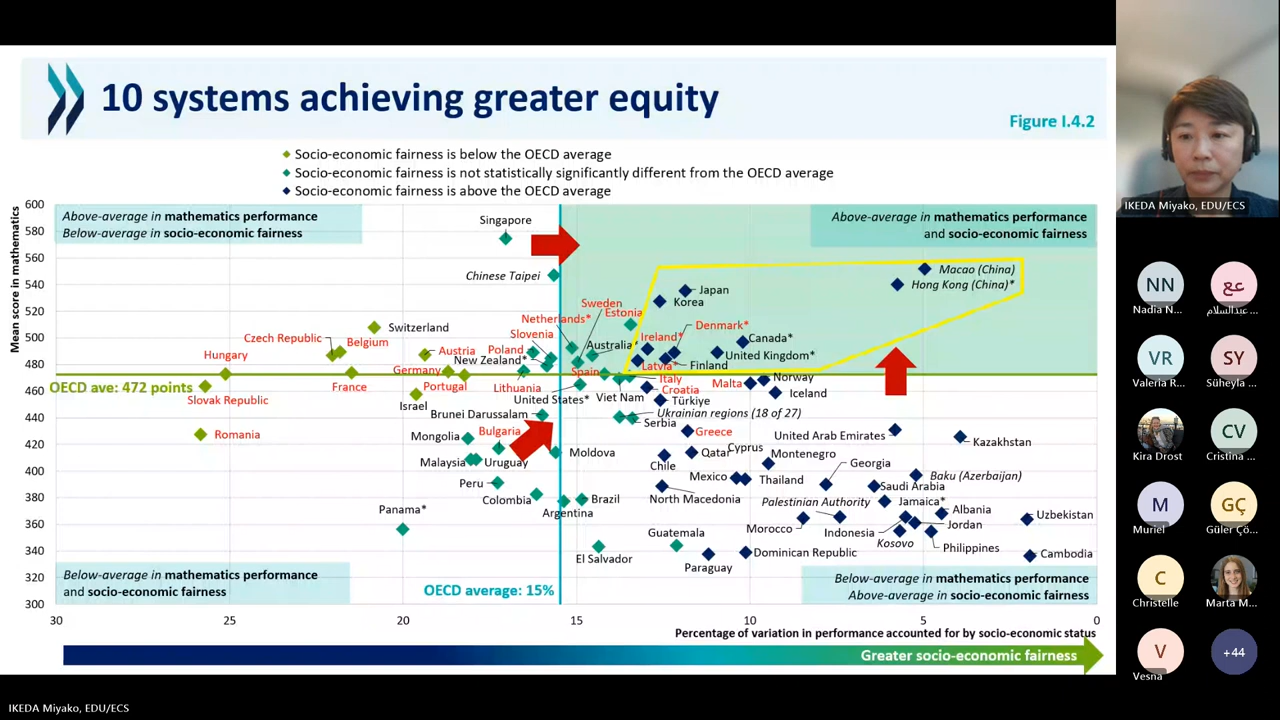 10 systems achieving greater equity
Figure I.4.2
Socio-economic fairness is below the OECD average
Socio-economic fairness is not statistically significantly different from the OECD average
Socio-economic fairness is above the OECD average
Mean score in mathematics
600
580
560
540
520
500
480
460
440
420
400
380
360
340
320
300
Above-average in mathematics performance
Below-average in socio-economic fairness
Above-average in mathematics performance
and socio-economic fairness
Singapore
Chinese Taipei
Macao (China)
Hong Kong (China)*
Japan
Korea
Sweden
Estonia
Netherlands*
Slovenia
Switzerland
Czech Republic
Belgium
Denmark*
Ireland*
Canada*
Australia*
Poland
Austria
New Zealand*
United Kingdom*
Hungary
Germany
Spain
Latvia*
Finland
Italy
OECD ave: 472 points
France
Portugal
Lithuania
Croatia
Malta
Norway
Slovak Republic
Israel
United States*
Viet Nam
Türkiye
Iceland
Brunei Darussalam
Ukrainian regions (18 of 27)
Serbia
Romania
Mongolia
Bulgaria
Greece
United Arab Emirates
Kazakhstan
Malaysia
Uruguay
Moldova
Chile
Qatar
Cyprus
Montenegro
Georgia
Peru
Mexico
Thailand
Baku (Azerbaijan)
Colombia
Argentina
Brazil
North Macedonia
Palestinian Authority
Saudi Arabia
Jamaica*
Albania
Uzbekistan
Panama*
Morocco
Indonesia
Jordan
Kosovo
Philippines
Guatemala
El Salvador
Paraguay
Dominican Republic
Cambodia
Below-average in mathematics performance
and socio-economic fairness
OECD average: 15%
Below-average in mathematics performance
Above-average in socio-economic fairness
30
25
20
15
10
5
0
Percentage of variation in performance accounted for by socio-economic status
Greater socio-economic fairness
IKEDA Miyako, EDU/ECS
IKEDA Miyako, EDU/ECS
NN
Nadia N...
عع
عبدالسلام...
VR
Valeria R...
SY
Süheyla ...
Kira Drost
CV
Cristina ...
M
Muriel
GÇ
Güler Çö...
C
Christelle
Marta M...
V
Vesna
+44